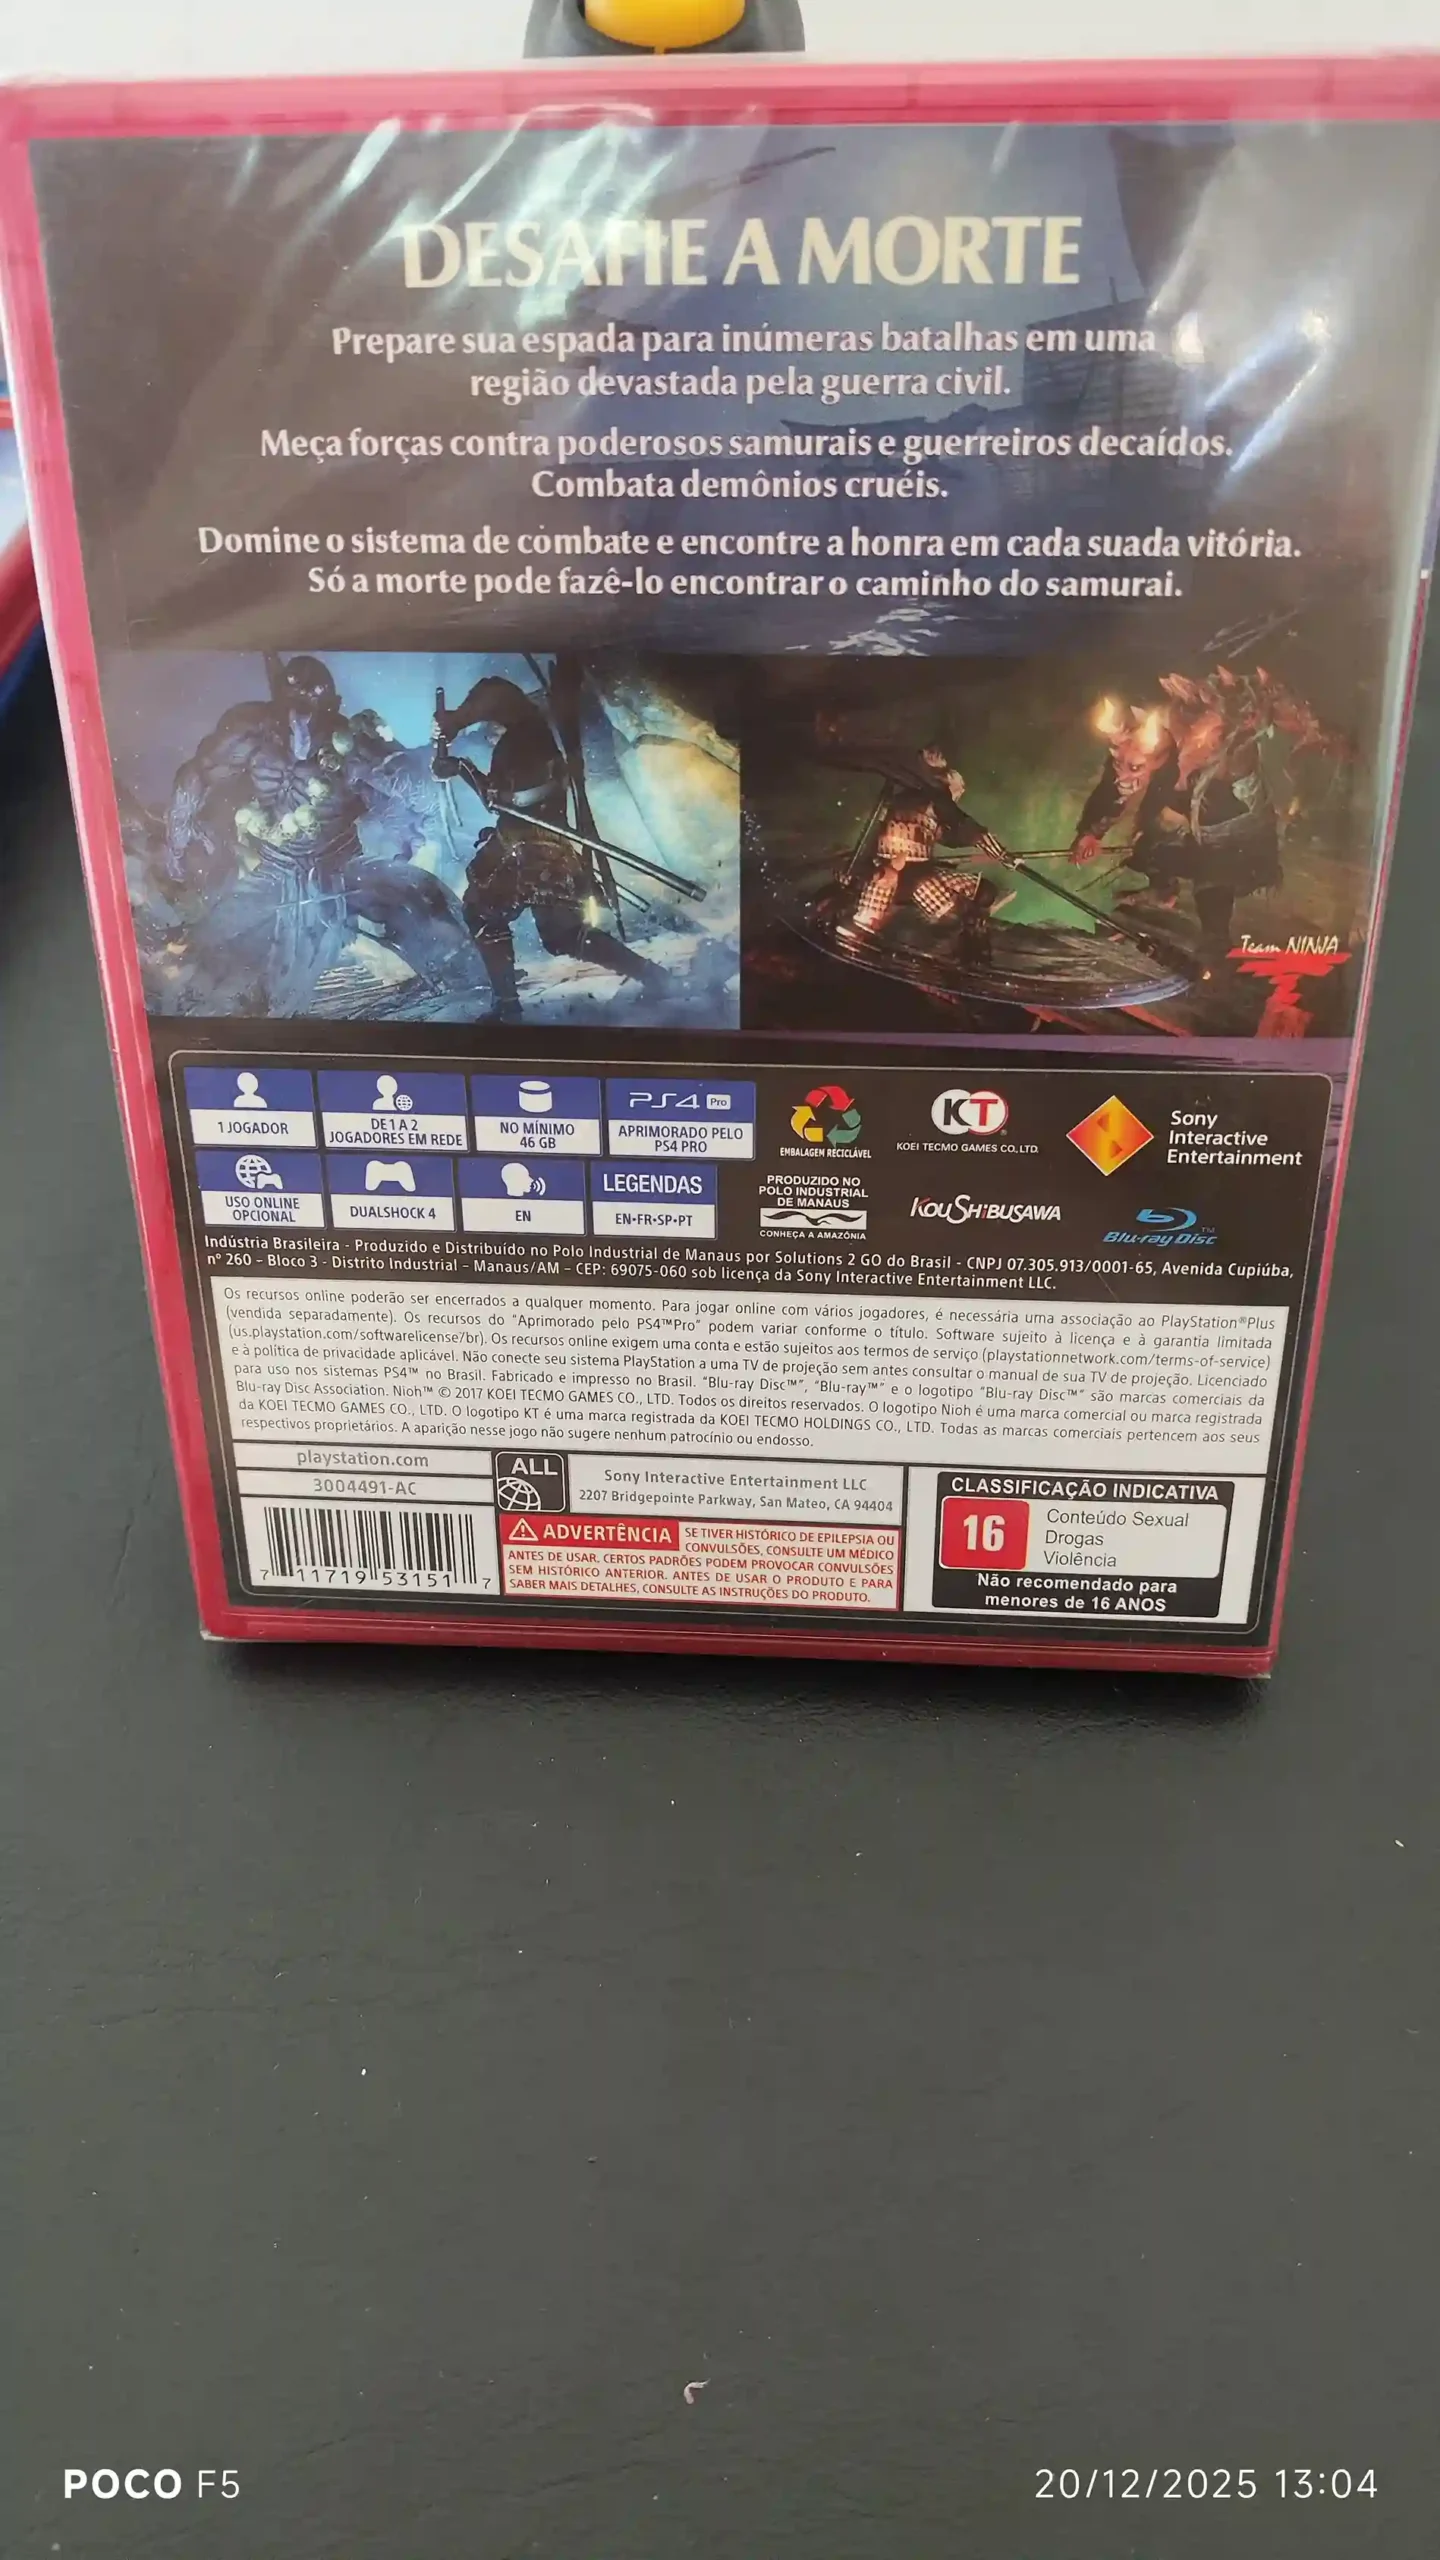 DESAFIE A MORTE
Prepare sua espada para inúmeras batalhas em uma
região devastada pela guerra civil.
Meça forças contra poderosos samurais e guerreiros decaídos.
Combata demônios cruéis.
Domine o sistema de combate e encontre a honra em cada suada vitória.
Só a morte pode fazê-lo encontrar o caminho do samurai.
Team NINJA
1 JOGADOR
DE 1 A 2
JOGADORES EM REDE
NO MÍNIMO
46 GB
PS4 Pro
APRIMORADO PELO
PS4 PRO
EMBALAGEM RECICLÁVEL
KT
KOEI TECMO GAMES CO., LTD.
Sony
Interactive
Entertainment
USO ONLINE
OPCIONAL
DUALSHOCK 4
EN
LEGENDAS
EN•FR•SP•PT
PRODUZIDO NO
POLO INDUSTRIAL
DE MANAUS
CONHEÇA A AMAZÔNIA
KOU SHIBUSAWA
Blu-ray Disc™
Indústria Brasileira - Produzido e Distribuído no Polo Industrial de Manaus por Solutions 2 GO do Brasil - CNPJ 07.305.913/0001-65, Avenida Cupiúba,
nº 260 – Bloco 3 - Distrito Industrial – Manaus/AM – CEP: 69075-060 sob licença da Sony Interactive Entertainment LLC.
Os recursos online poderão ser encerrados a qualquer momento. Para jogar online com vários jogadores, é necessária uma associação ao PlayStation®Plus
(vendida separadamente). Os recursos do "Aprimorado pelo PS4™Pro" podem variar conforme o título. Software sujeito à licença e à garantia limitada
(us.playstation.com/softwarelicense/br). Os recursos online exigem uma conta e estão sujeitos aos termos de serviço (playstationnetwork.com/terms-of-service)
e à política de privacidade aplicável. Não conecte seu sistema PlayStation a uma TV de projeção sem antes consultar o manual de sua TV de projeção. Licenciado
para uso nos sistemas PS4™ no Brasil. Fabricado e impresso no Brasil. "Blu-ray Disc™", "Blu-ray™" e o logotipo "Blu-ray Disc™" são marcas comerciais da
Blu-ray Disc Association. Nioh™ © 2017 KOEI TECMO GAMES CO., LTD. Todos os direitos reservados. O logotipo Nioh é uma marca comercial ou marca registrada
da KOEI TECMO GAMES CO., LTD. O logotipo KT é uma marca registrada da KOEI TECMO HOLDINGS CO., LTD. Todas as marcas comerciais pertencem aos seus
respectivos proprietários. A aparição nesse jogo não sugere nenhum patrocínio ou endosso.
playstation.com
3004491-AC
7 11719 53151 7
ALL
Sony Interactive Entertainment LLC
2207 Bridgepointe Parkway, San Mateo, CA 94404
ADVERTÊNCIA SE TIVER HISTÓRICO DE EPILEPSIA OU
CONVULSÕES, CONSULTE UM MÉDICO
ANTES DE USAR. CERTOS PADRÕES PODEM PROVOCAR CONVULSÕES
SEM HISTÓRICO ANTERIOR. ANTES DE USAR O PRODUTO E PARA
SABER MAIS DETALHES, CONSULTE AS INSTRUÇÕES DO PRODUTO.
CLASSIFICAÇÃO INDICATIVA
16
Conteúdo Sexual
Drogas
Violência
Não recomendado para
menores de 16 ANOS
POCO F5
20/12/2025 13:04